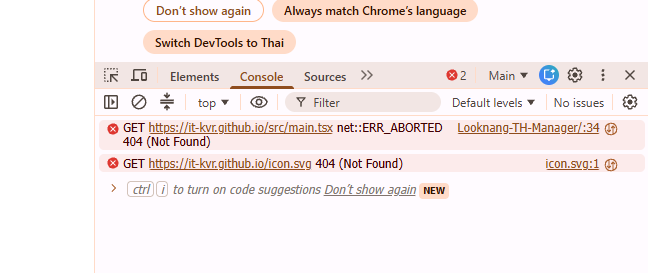 Don't show again Always match Chrome's language
Switch DevTools to Thai
Elements Console Sources 2 Main
top Filter Default levels No issues
GET https://it-kvr.github.io/src/main.tsx net::ERR_ABORTED Looknang-TH-Manager/:34
404 (Not Found)
GET https://it-kvr.github.io/icon.svg 404 (Not Found) icon.svg:1
ctrl i to turn on code suggestions Don't show again NEW